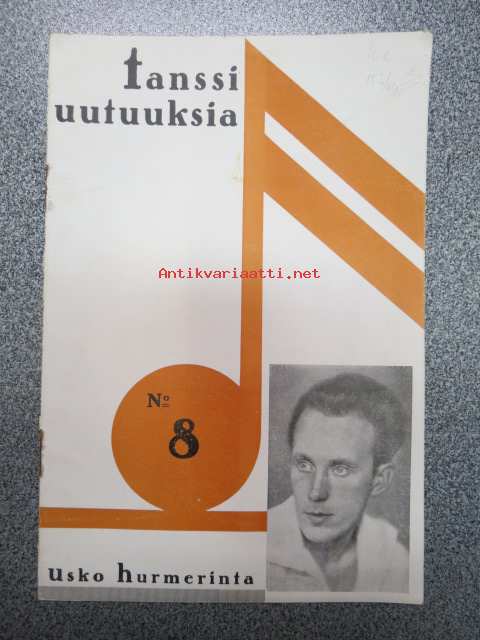 tanssi
uutuuksia
Antikvariaatti.net
No
8
usko hurmerinta